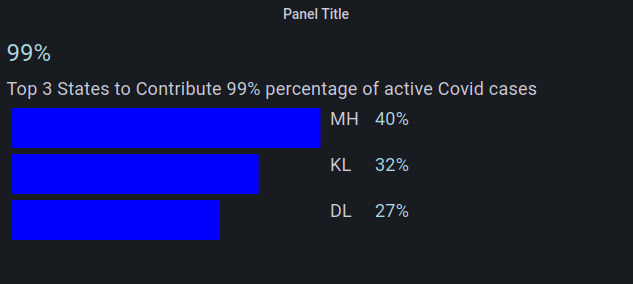 Panel Title
99%
Top 3 States to Contribute 99% percentage of active Covid cases
MH 40%
KL 32%
DL 27%